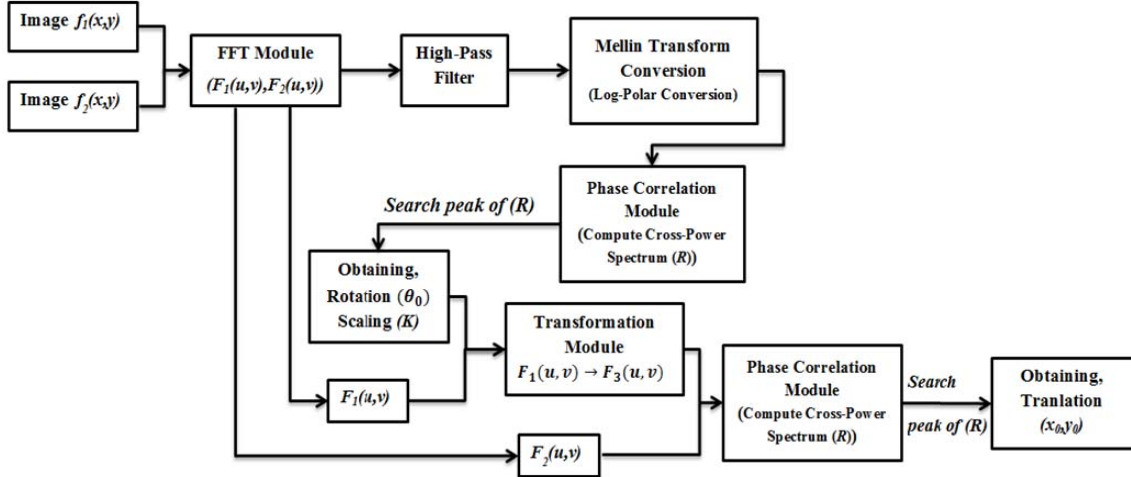 Image f₁(x,y)
Image f₂(x,y)
FFT Module
(F₁(u,v),F₂(u,v))
High-Pass
Filter
Mellin Transform
Conversion
(Log-Polar Conversion)
Phase Correlation
Module
(Compute Cross-Power
Spectrum (R))
Search peak of (R)
Obtaining,
Rotation (θ₀)
Scaling (K)
F₁(u,v)
Transformation
Module
F₁(u, v) → F₃(u, v)
F₂(u,v)
Phase Correlation
Module
(Compute Cross-Power
Spectrum (R))
Search
peak of (R)
Obtaining,
Tranlation
(x₀,y₀)